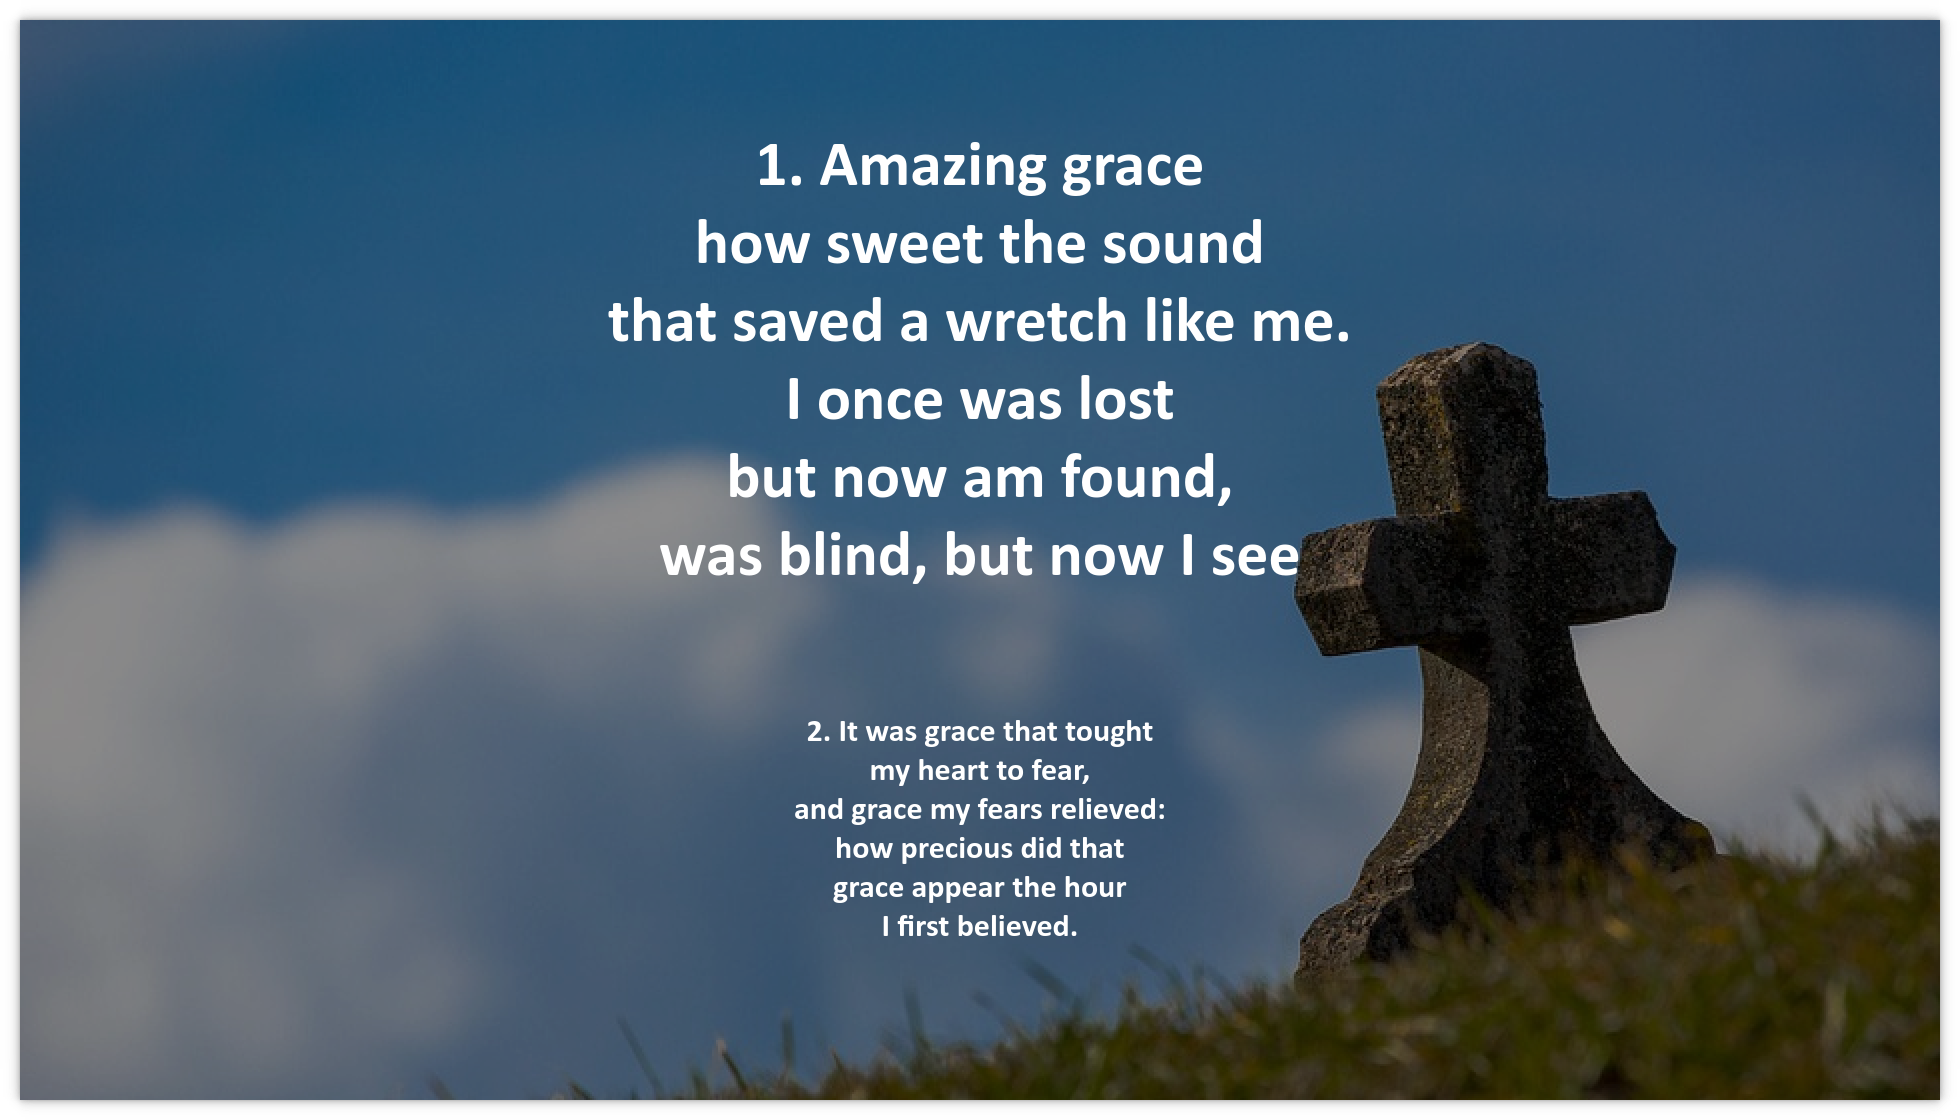 1. Amazing grace
how sweet the sound
that saved a wretch like me.
I once was lost
but now am found,
was blind, but now I see
2. It was grace that tought
my heart to fear,
and grace my fears relieved:
how precious did that
grace appear the hour
I first believed.